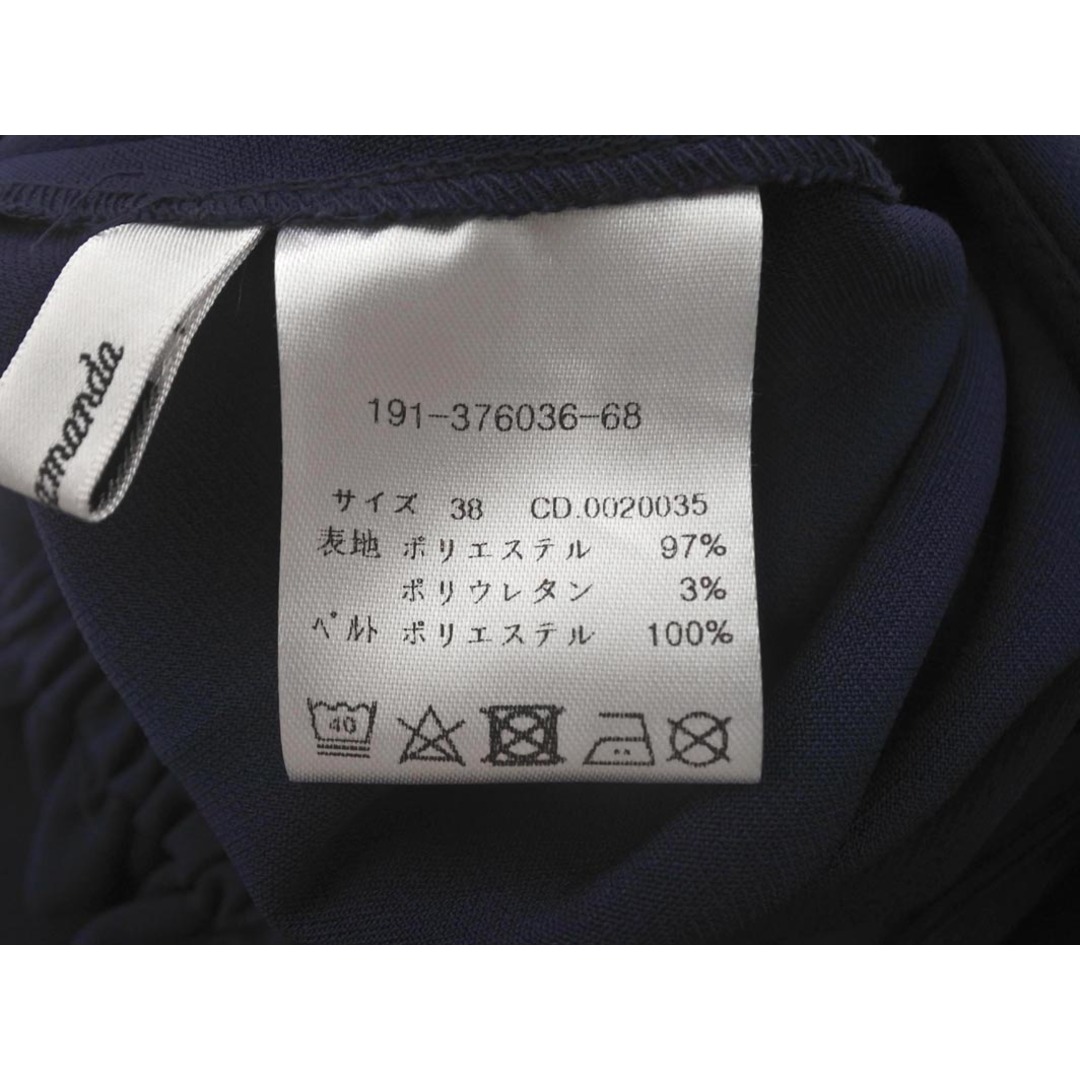 191-376036-68
サイズ 38 CD.0020035
表地 ポリエステル 97%
ポリウレタン 3%
ﾍﾞﾙﾄ ポリエステル 100%
40